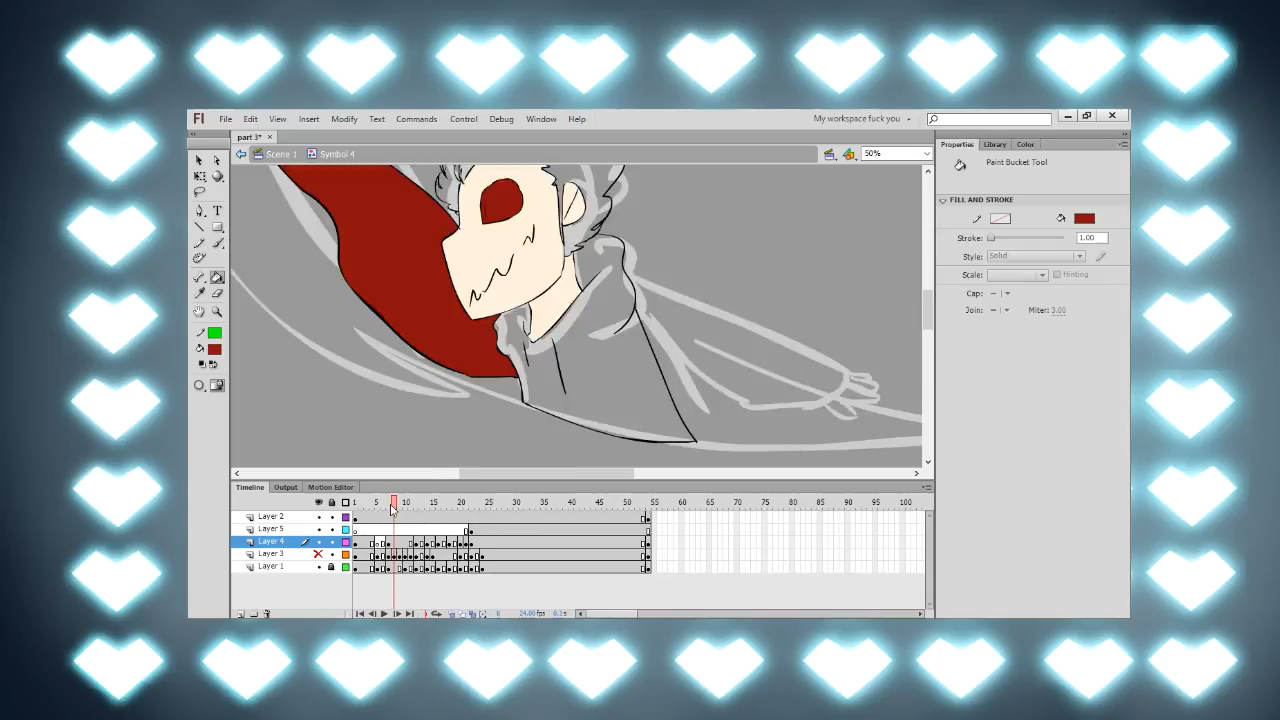 Fl File Edit View Insert Modify Text Commands Control Debug Window Help My workspace fuck you
part 3*
Scene 1 Symbol 4 50%
Properties Library Color
Paint Bucket Tool
FILL AND STROKE
Stroke: 1.00
Style: Solid
Scale: Hinting
Cap:
Join: Miter: 3.00
Timeline Output Motion Editor
1 5 10 15 20 25 30 35 40 45 50 55 60 65 70 75 80 85 90 95 100
Layer 2
Layer 5
Layer 4
Layer 3
Layer 1
24.00 fps 0.3 s